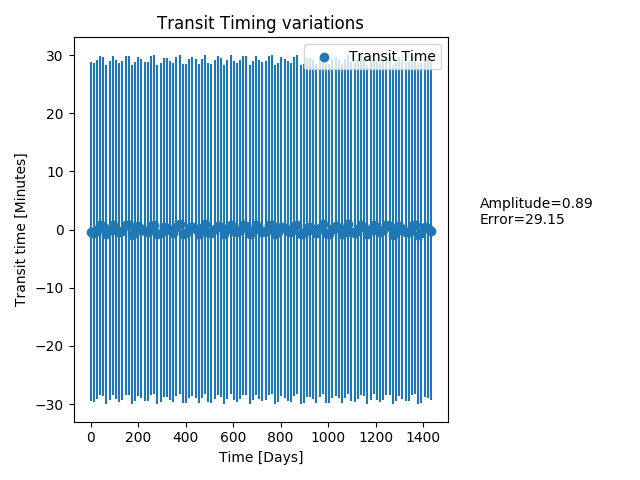 Transit Timing variations
Transit Time
Transit time [Minutes]
30
20
10
0
−10
−20
−30
Amplitude=0.89
Error=29.15
0 200 400 600 800 1000 1200 1400
Time [Days]